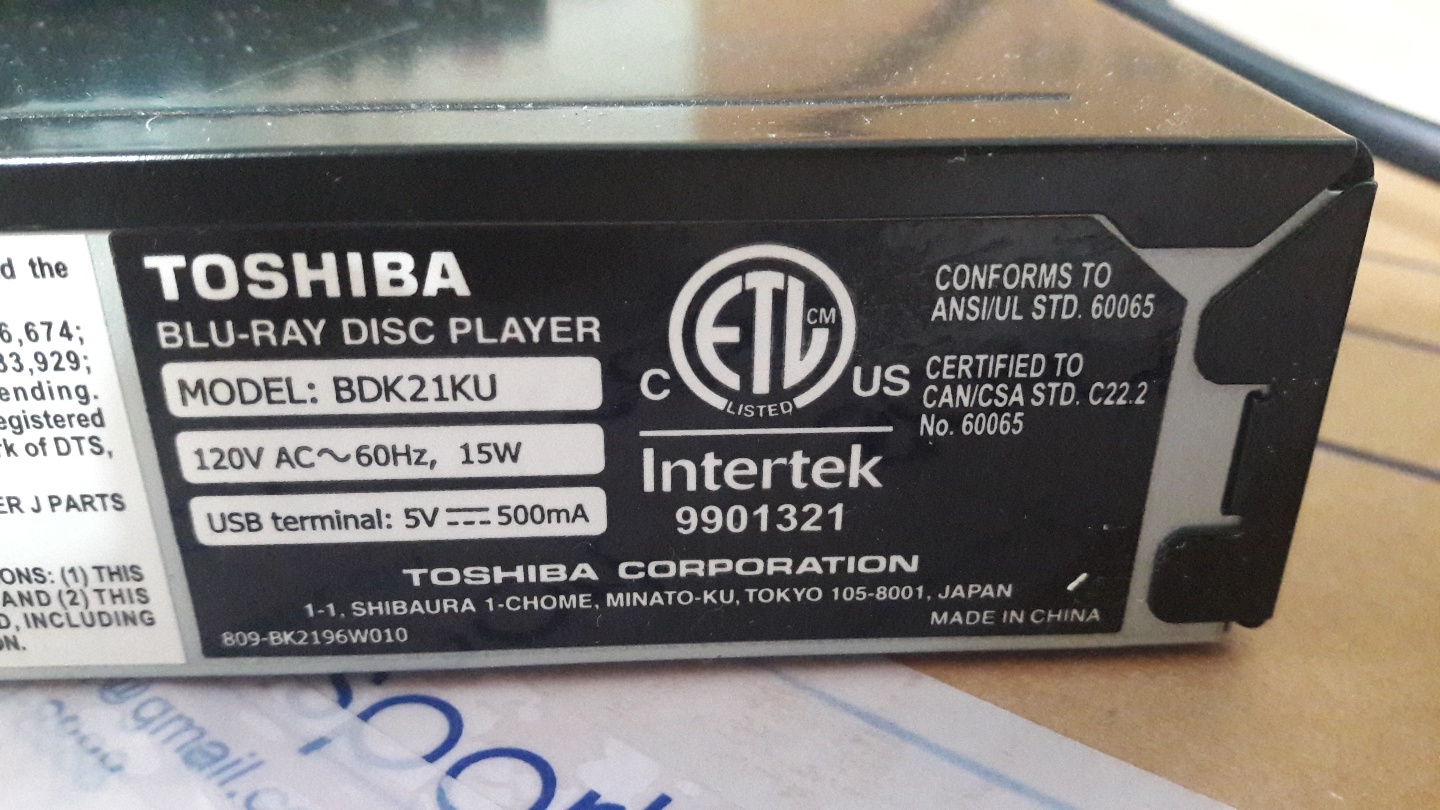 d the
6,674;
33,929;
ending.
egistered
rk of DTS,
ER J PARTS
ONS: (1) THIS
AND (2) THIS
D, INCLUDING
ON.
TOSHIBA
BLU-RAY DISC PLAYER
MODEL: BDK21KU
120V AC～60Hz, 15W
USB terminal: 5V⎓500mA
ETL CM
C US
LISTED
Intertek
9901321
CONFORMS TO
ANSI/UL STD. 60065
CERTIFIED TO
CAN/CSA STD. C22.2
No. 60065
TOSHIBA CORPORATION
1-1, SHIBAURA 1-CHOME, MINATO-KU, TOKYO 105-8001, JAPAN
MADE IN CHINA
809-BK2196W010
@gmail.c